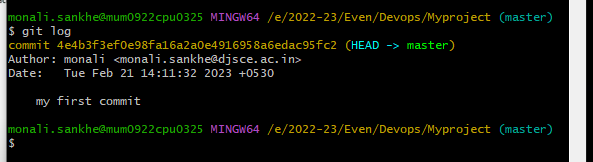 monali.sankhe@mum0922cpu0325 MINGW64 /e/2022-23/Even/Devops/Myproject (master)
$ git log
commit 4e4b3f3ef0e98fa16a2a0e4916958a6edac95fc2 (HEAD -> master)
Author: monali <monali.sankhe@djsce.ac.in>
Date:   Tue Feb 21 14:11:32 2023 +0530
    my first commit
monali.sankhe@mum0922cpu0325 MINGW64 /e/2022-23/Even/Devops/Myproject (master)
$